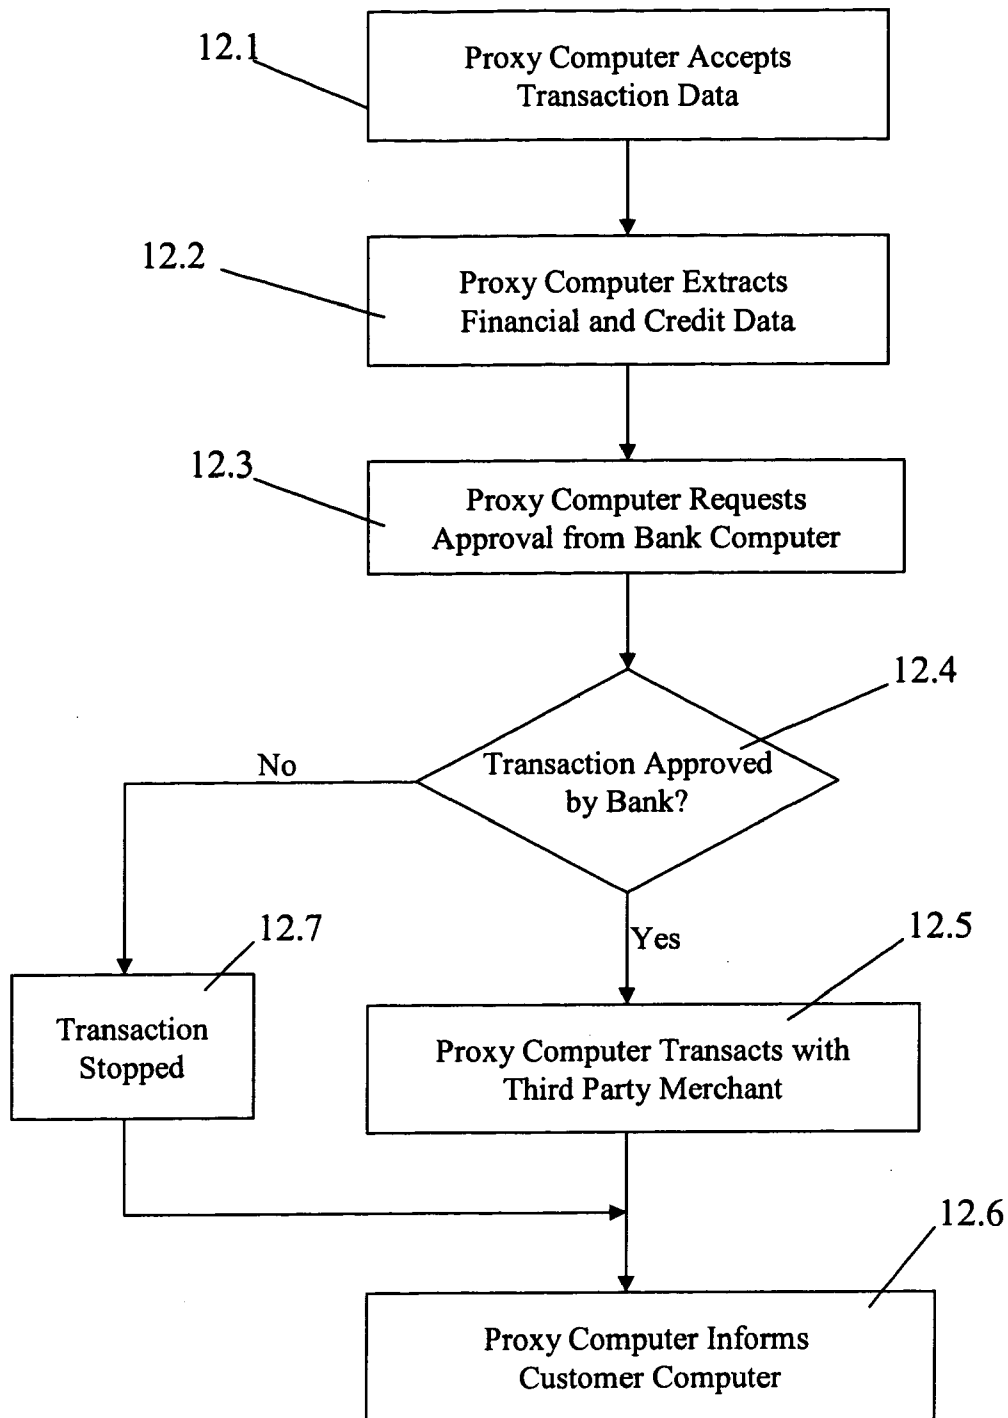 12.1
Proxy Computer Accepts
Transaction Data
12.2
Proxy Computer Extracts
Financial and Credit Data
12.3
Proxy Computer Requests
Approval from Bank Computer
12.4
Transaction Approved
by Bank?
No
Yes
12.7
Transaction
Stopped
12.5
Proxy Computer Transacts with
Third Party Merchant
12.6
Proxy Computer Informs
Customer Computer